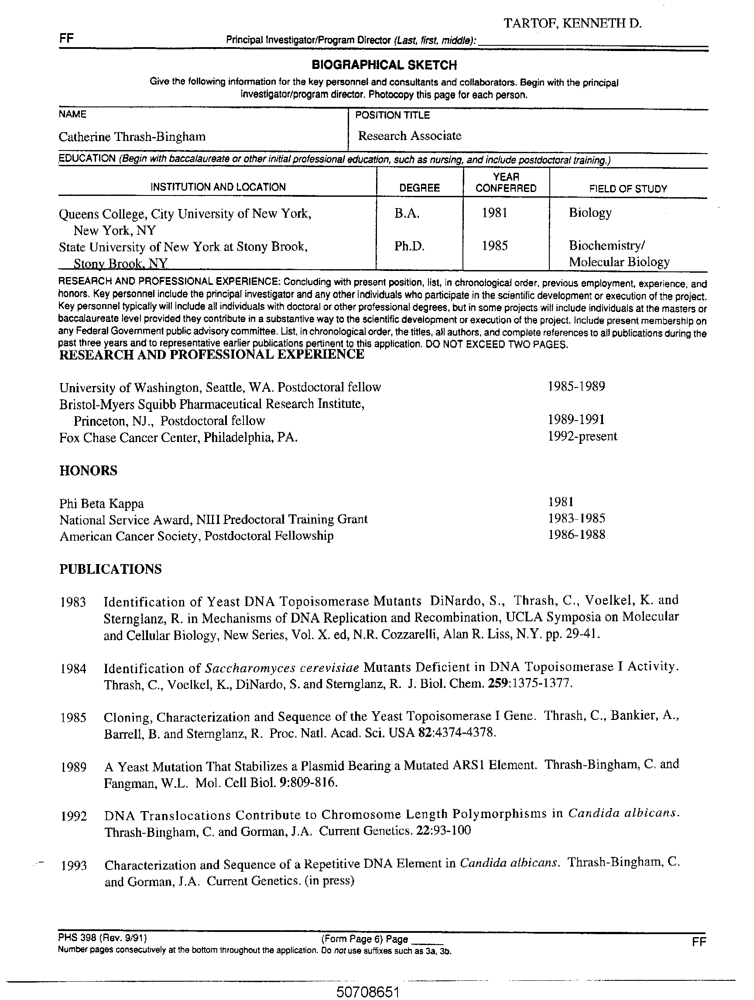 TARTOF, KENNETH D.
FF
Principal Investigator/Program Director (Last, first, middle):
BIOGRAPHICAL SKETCH
Give the following information for the key personnel and consultants and collaborators. Begin with the principal
investigator/program director. Photocopy this page for each person.
NAME POSITION TITLE
Catherine Thrash-Bingham Research Associate
EDUCATION (Begin with baccalaureate or other initial professional education, such as nursing, and include postdoctoral training.)
INSTITUTION AND LOCATION DEGREE YEAR CONFERRED FIELD OF STUDY
Queens College, City University of New York, B.A. 1981 Biology
New York, NY
State University of New York at Stony Brook, Ph.D. 1985 Biochemistry/
Stony Brook, NY Molecular Biology
RESEARCH AND PROFESSIONAL EXPERIENCE: Concluding with present position, list, in chronological order, previous employment, experience, and
honors. Key personnel include the principal investigator and any other individuals who participate in the scientific development or execution of the project.
Key personnel typically will include all individuals with doctoral or other professional degrees, but in some projects will include individuals at the masters or
baccalaureate level provided they contribute in a substantive way to the scientific development or execution of the project. Include present membership on
any Federal Government public advisory committee. List, in chronological order, the titles, all authors, and complete references to all publications during the
past three years and to representative earlier publications pertinent to this application. DO NOT EXCEED TWO PAGES.
RESEARCH AND PROFESSIONAL EXPERIENCE
University of Washington, Seattle, WA. Postdoctoral fellow 1985-1989
Bristol-Myers Squibb Pharmaceutical Research Institute,
Princeton, NJ., Postdoctoral fellow 1989-1991
Fox Chase Cancer Center, Philadelphia, PA. 1992-present
HONORS
Phi Beta Kappa 1981
National Service Award, NIH Predoctoral Training Grant 1983-1985
American Cancer Society, Postdoctoral Fellowship 1986-1988
PUBLICATIONS
1983 Identification of Yeast DNA Topoisomerase Mutants DiNardo, S., Thrash, C., Voelkel, K. and
Sternglanz, R. in Mechanisms of DNA Replication and Recombination, UCLA Symposia on Molecular
and Cellular Biology, New Series, Vol. X. ed, N.R. Cozzarelli, Alan R. Liss, N.Y. pp. 29-41.
1984 Identification of Saccharomyces cerevisiae Mutants Deficient in DNA Topoisomerase I Activity.
Thrash, C., Voelkel, K., DiNardo, S. and Sternglanz, R. J. Biol. Chem. 259:1375-1377.
1985 Cloning, Characterization and Sequence of the Yeast Topoisomerase I Gene. Thrash, C., Bankier, A.,
Barrell, B. and Sternglanz, R. Proc. Natl. Acad. Sci. USA 82:4374-4378.
1989 A Yeast Mutation That Stabilizes a Plasmid Bearing a Mutated ARS1 Element. Thrash-Bingham, C. and
Fangman, W.L. Mol. Cell Biol. 9:809-816.
1992 DNA Translocations Contribute to Chromosome Length Polymorphisms in Candida albicans.
Thrash-Bingham, C. and Gorman, J.A. Current Genetics. 22:93-100
1993 Characterization and Sequence of a Repetitive DNA Element in Candida albicans. Thrash-Bingham, C.
and Gorman, J.A. Current Genetics. (in press)
PHS 398 (Rev. 9/91) (Form Page 6) Page FF
Number pages consecutively at the bottom throughout the application. Do not use suffixes such as 3a, 3b.
50708651